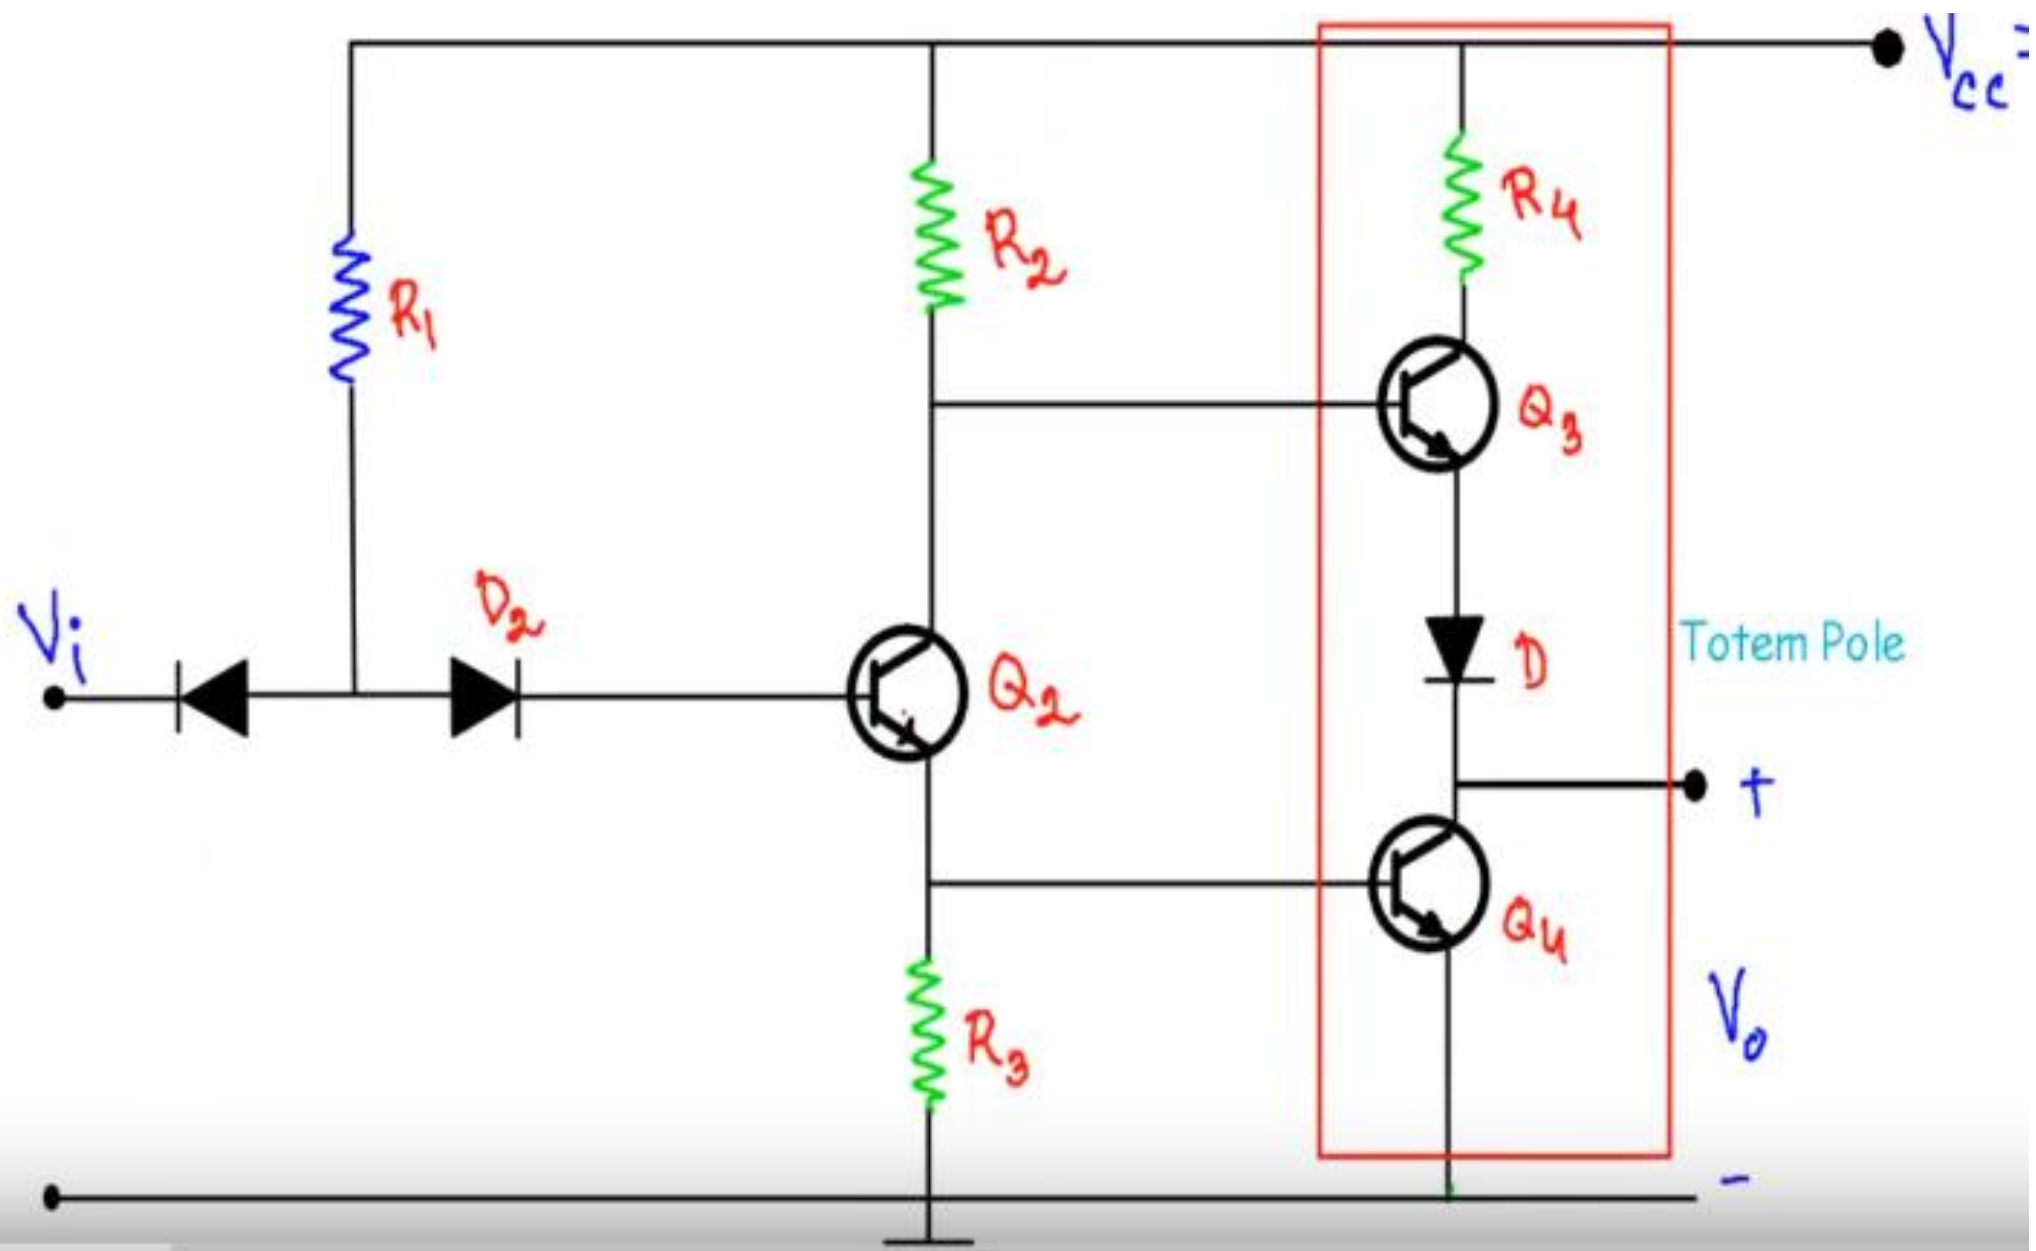 Vcc =
R4
R2
R1
Q3
D2
Vi
Totem Pole
D
Q2
+
Q4
Vo
R3
-